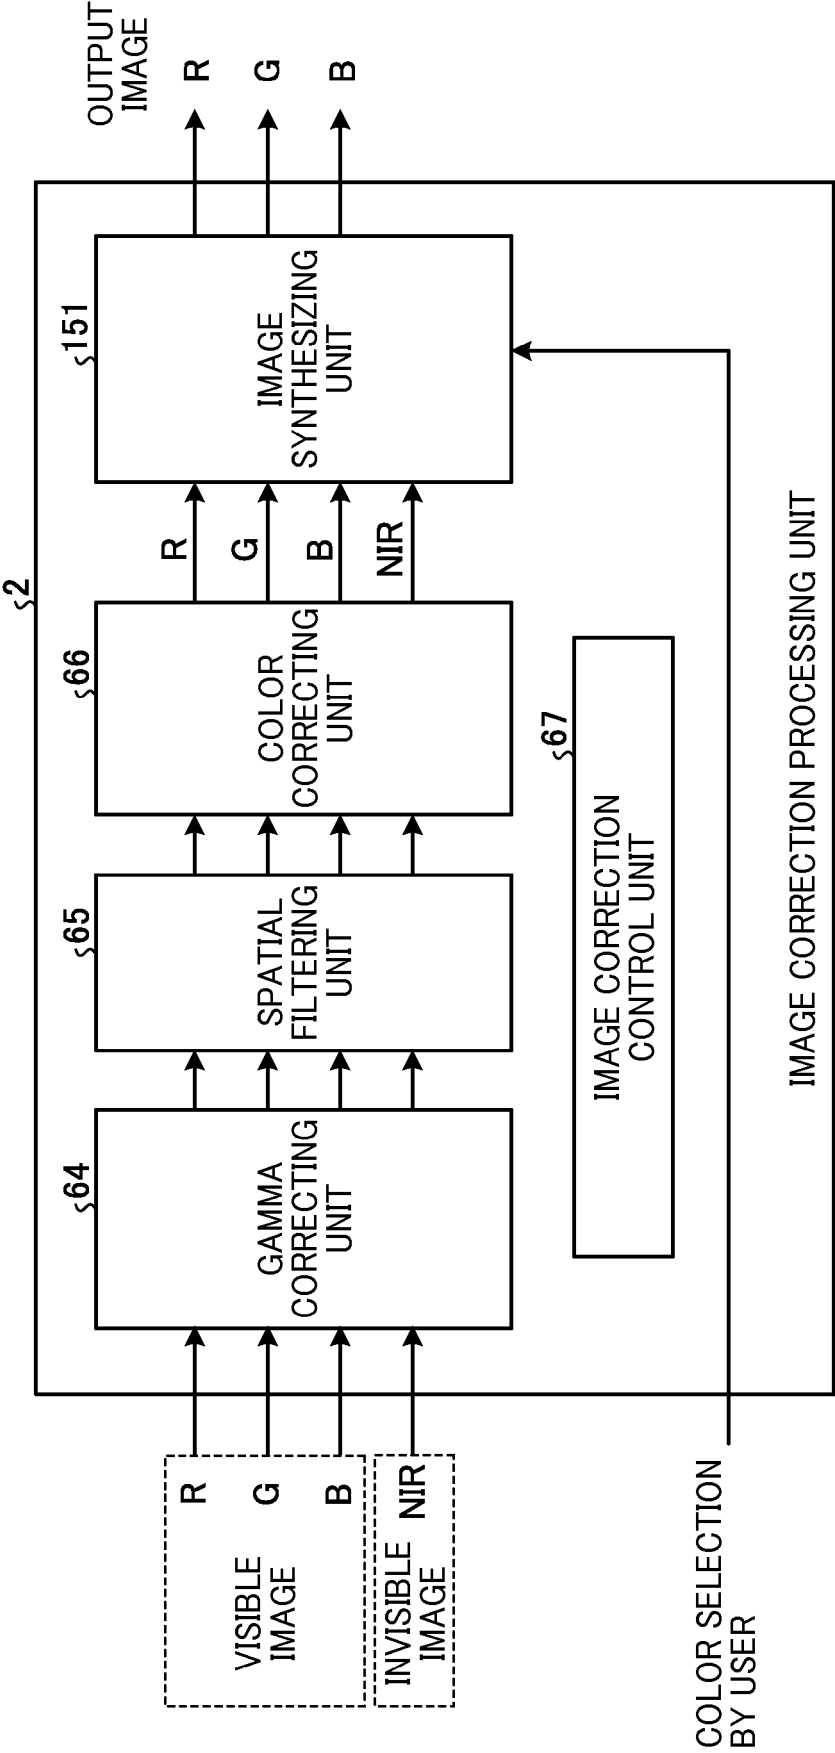 2
VISIBLE
IMAGE
R
G
B
INVISIBLE
IMAGE
NIR
64
GAMMA
CORRECTING
UNIT
65
SPATIAL
FILTERING
UNIT
66
COLOR
CORRECTING
UNIT
R
G
B
NIR
151
IMAGE
SYNTHESIZING
UNIT
OUTPUT
IMAGE
R
G
B
67
IMAGE CORRECTION
CONTROL UNIT
COLOR SELECTION
BY USER
IMAGE CORRECTION PROCESSING UNIT